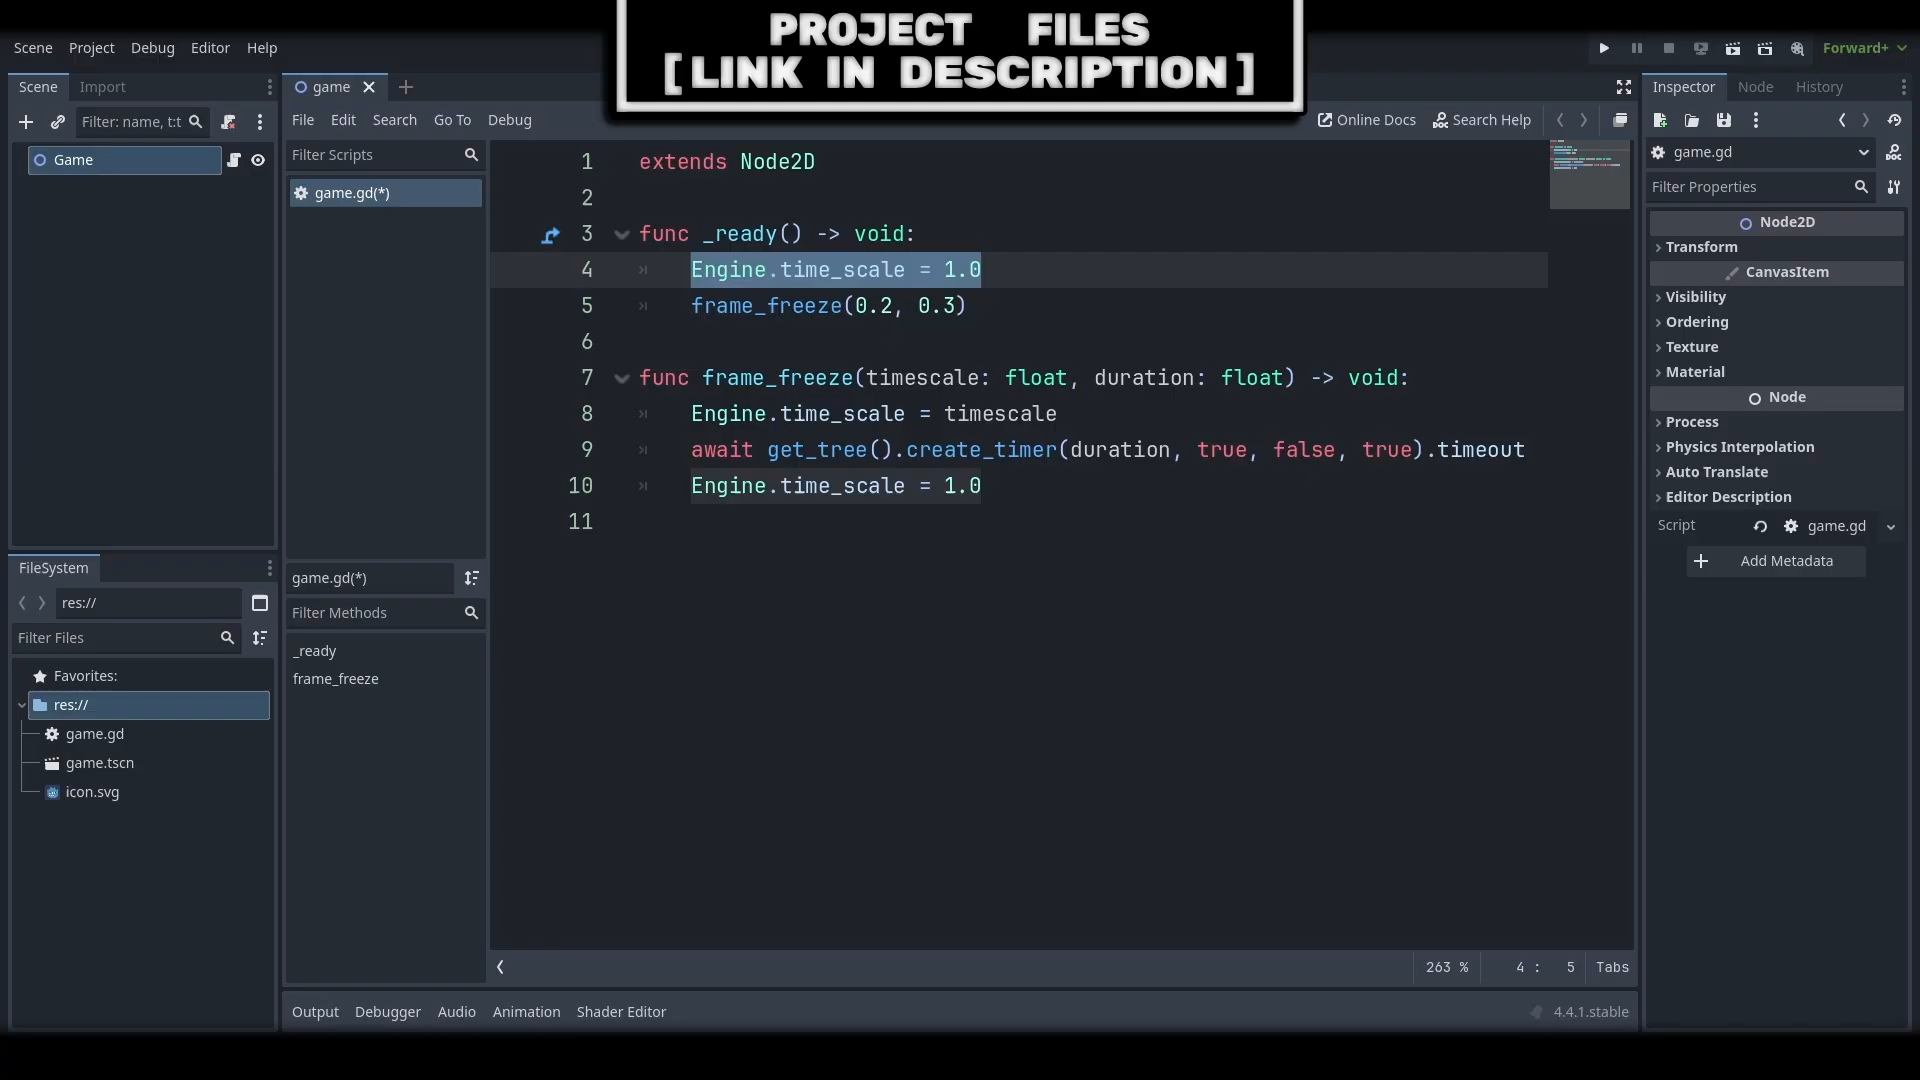 PROJECT FILES
[LINK IN DESCRIPTION]
Scene Project Debug Editor Help
Forward+
Scene Import
Filter: name, t:t
Game
game
File Edit Search Go To Debug
Online Docs Search Help
Filter Scripts
game.gd(*)
game.gd(*)
Filter Methods
_ready
frame_freeze
1 extends Node2D
2
3 func _ready() -> void:
4 Engine.time_scale = 1.0
5 frame_freeze(0.2, 0.3)
6
7 func frame_freeze(timescale: float, duration: float) -> void:
8 Engine.time_scale = timescale
9 await get_tree().create_timer(duration, true, false, true).timeout
10 Engine.time_scale = 1.0
11
263 % 4 : 5 Tabs
Output Debugger Audio Animation Shader Editor
4.4.1.stable
FileSystem
res://
Filter Files
Favorites:
res://
game.gd
game.tscn
icon.svg
Inspector Node History
game.gd
Filter Properties
Node2D
Transform
CanvasItem
Visibility
Ordering
Texture
Material
Node
Process
Physics Interpolation
Auto Translate
Editor Description
Script game.gd
Add Metadata